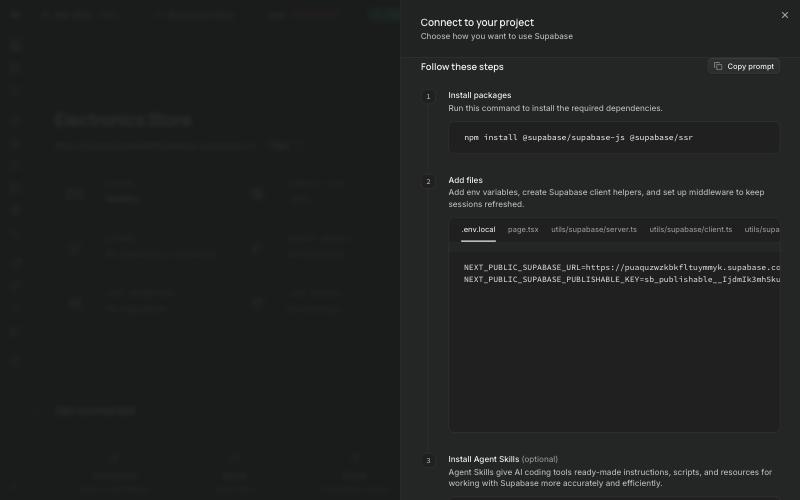 Connect to your project
Choose how you want to use Supabase
Follow these steps
Copy prompt
1
Install packages
Run this command to install the required dependencies.
npm install @supabase/supabase-js @supabase/ssr
2
Add files
Add env variables, create Supabase client helpers, and set up middleware to keep
sessions refreshed.
.env.local page.tsx utils/supabase/server.ts utils/supabase/client.ts utils/supa
NEXT_PUBLIC_SUPABASE_URL=https://puaquzwzkbkfltuymmyk.supabase.co
NEXT_PUBLIC_SUPABASE_PUBLISHABLE_KEY=sb_publishable__IjdmIk3mhSku
3
Install Agent Skills (optional)
Agent Skills give AI coding tools ready-made instructions, scripts, and resources for
working with Supabase more accurately and efficiently.
Electronics Store